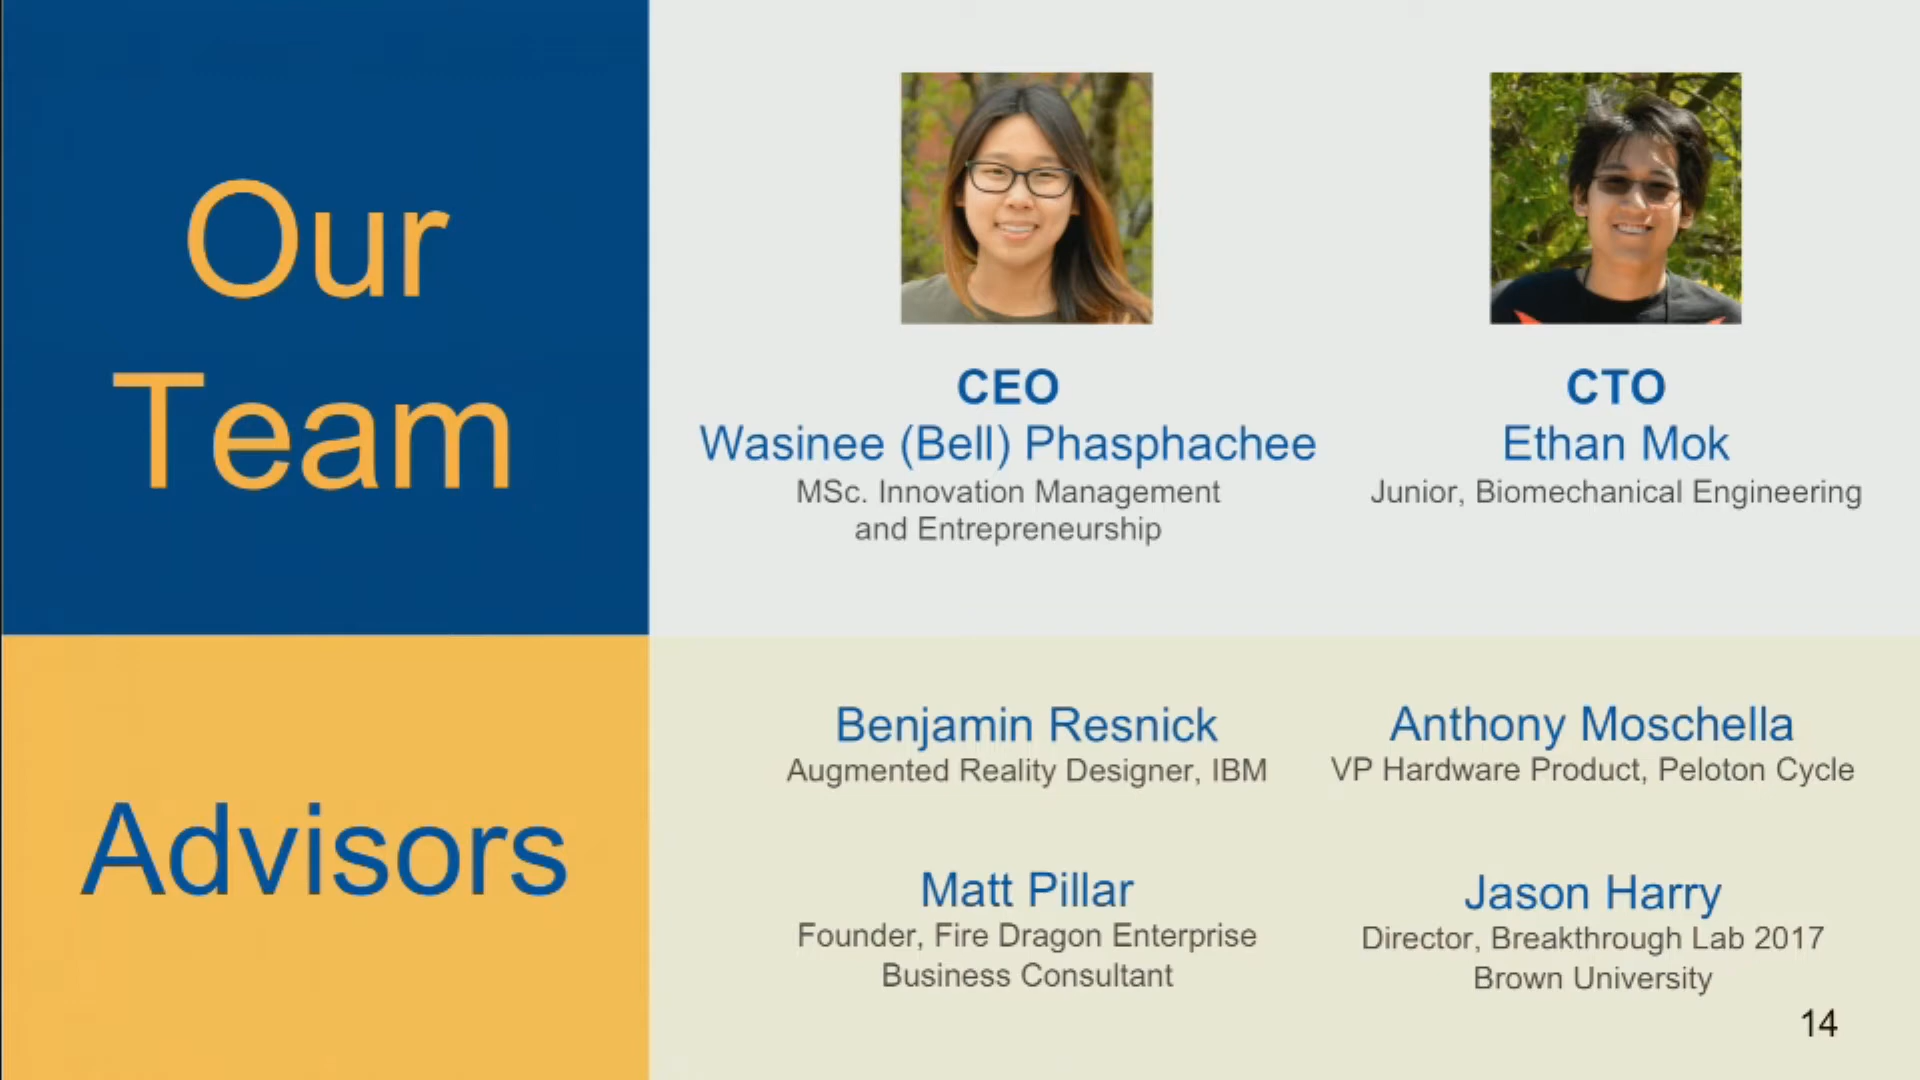 Our
Team
CEO
Wasinee (Bell) Phasphachee
MSc. Innovation Management
and Entrepreneurship
CTO
Ethan Mok
Junior, Biomechanical Engineering
Advisors
Benjamin Resnick
Augmented Reality Designer, IBM
Anthony Moschella
VP Hardware Product, Peloton Cycle
Matt Pillar
Founder, Fire Dragon Enterprise
Business Consultant
Jason Harry
Director, Breakthrough Lab 2017
Brown University
14